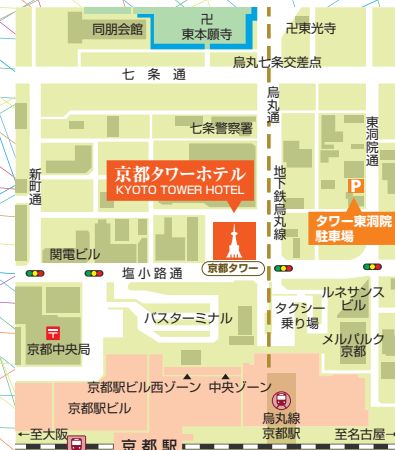 卍
東本願寺
同朋会館
卍東光寺
烏丸七条交差点
七条通
烏丸通
七条警察署
東洞院通
新町通
京都タワーホテル
KYOTO TOWER HOTEL
地下鉄烏丸線
P
タワー東洞院
駐車場
関電ビル
京都タワー
塩小路通
ルネサンス
ビル
バスターミナル
タクシー
乗り場
〒
京都中央局
メルパルク
京都
京都駅ビル西ゾーン
中央ゾーン
京都駅ビル
烏丸線
京都駅
←至大阪
至名古屋→
京都駅